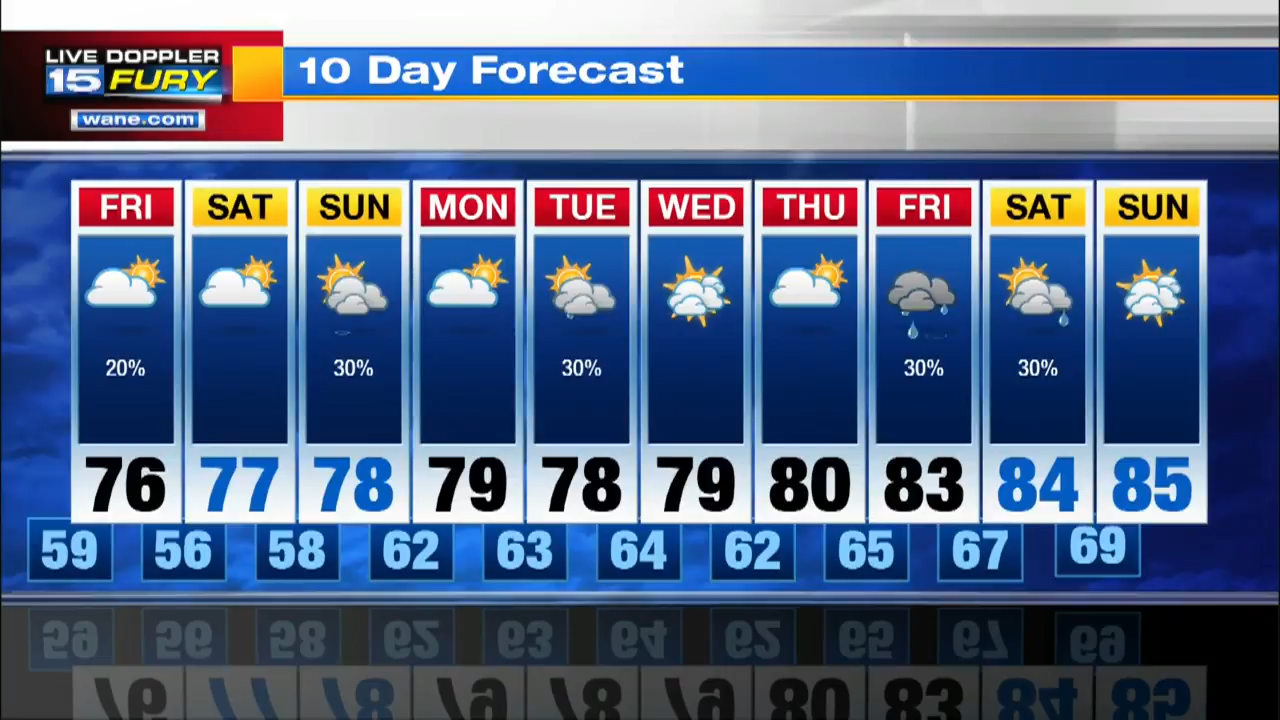 LIVE DOPPLER
15 FURY
wane.com
10 Day Forecast
FRI SAT SUN MON TUE WED THU FRI SAT SUN
20% 30% 30% 30% 30%
76 77 78 79 78 79 80 83 84 85
59 56 58 62 63 64 62 65 67 69